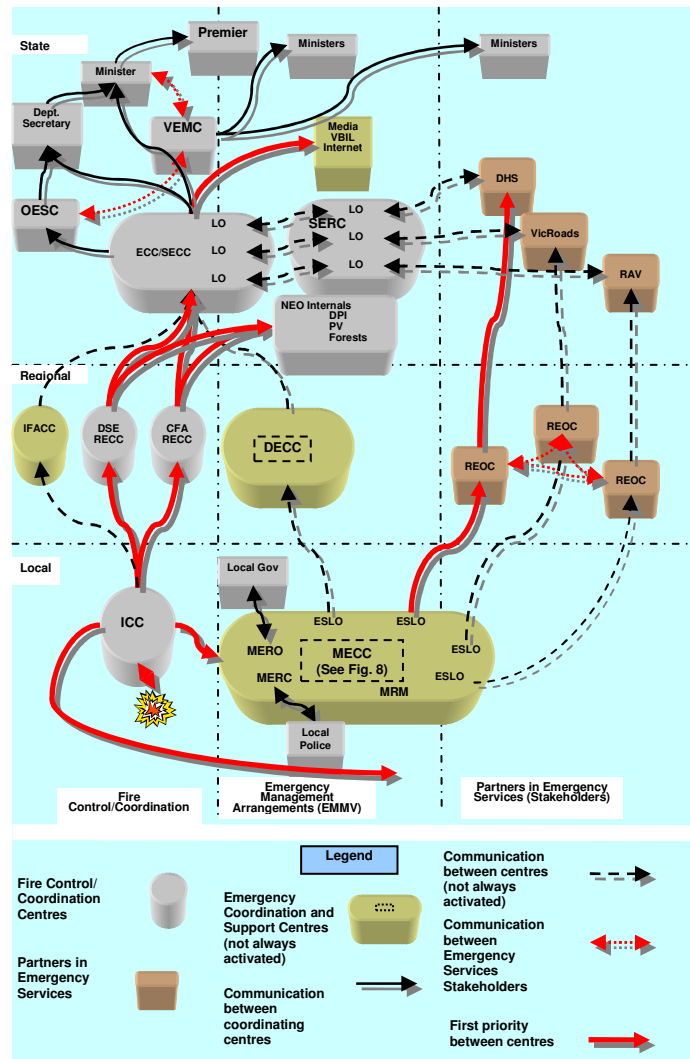 State
Premier
Ministers
Ministers
Minister
Dept.
Secretary
VEMC
Media
VBIL
Internet
OESC
DHS
LO
SERC
LO
ECC/SECC
LO
LO
VicRoads
LO
LO
RAV
NEO Internals
DPI
PV
Forests
Regional
IFACC
DSE
RECC
CFA
RECC
DECC
REOC
REOC
REOC
Local
Local Gov
ICC
ESLO
ESLO
MERO
MECC
(See Fig. 8)
ESLO
MERC
ESLO
MRM
Local
Police
Fire
Control/Coordination
Emergency
Management
Arrangements (EMMV)
Partners in Emergency
Services (Stakeholders)
Legend
Fire Control/
Coordination
Centres
Emergency
Coordination and
Support Centres
(not always
activated)
Communication
between centres
(not always
activated)
Partners in
Emergency
Services
Communication
between
coordinating
centres
Communication
between
Emergency
Services
Stakeholders
First priority
between centres